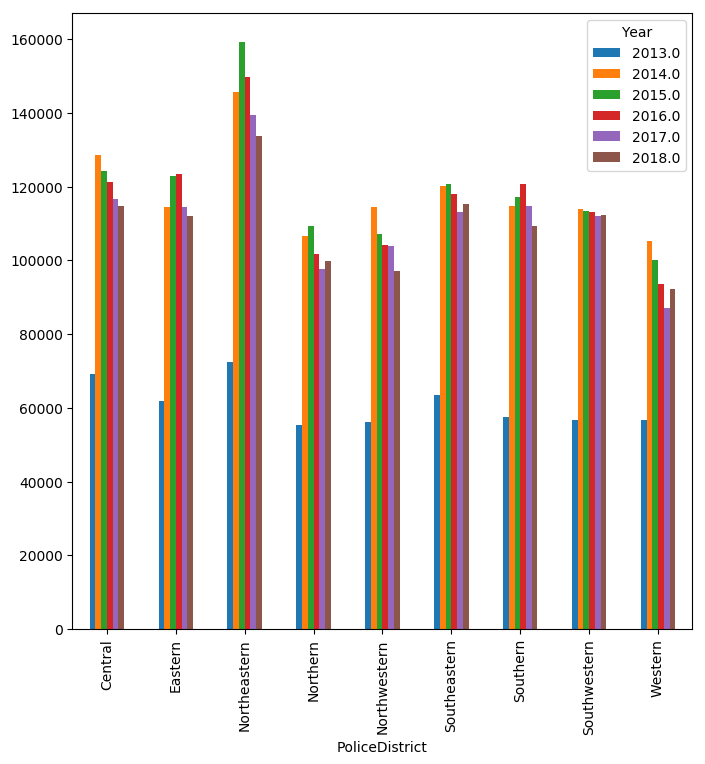 Year
2013.0
2014.0
2015.0
2016.0
2017.0
2018.0
160000
140000
120000
100000
80000
60000
40000
20000
0
Central
Eastern
Northeastern
Northern
Northwestern
Southeastern
Southern
Southwestern
Western
PoliceDistrict